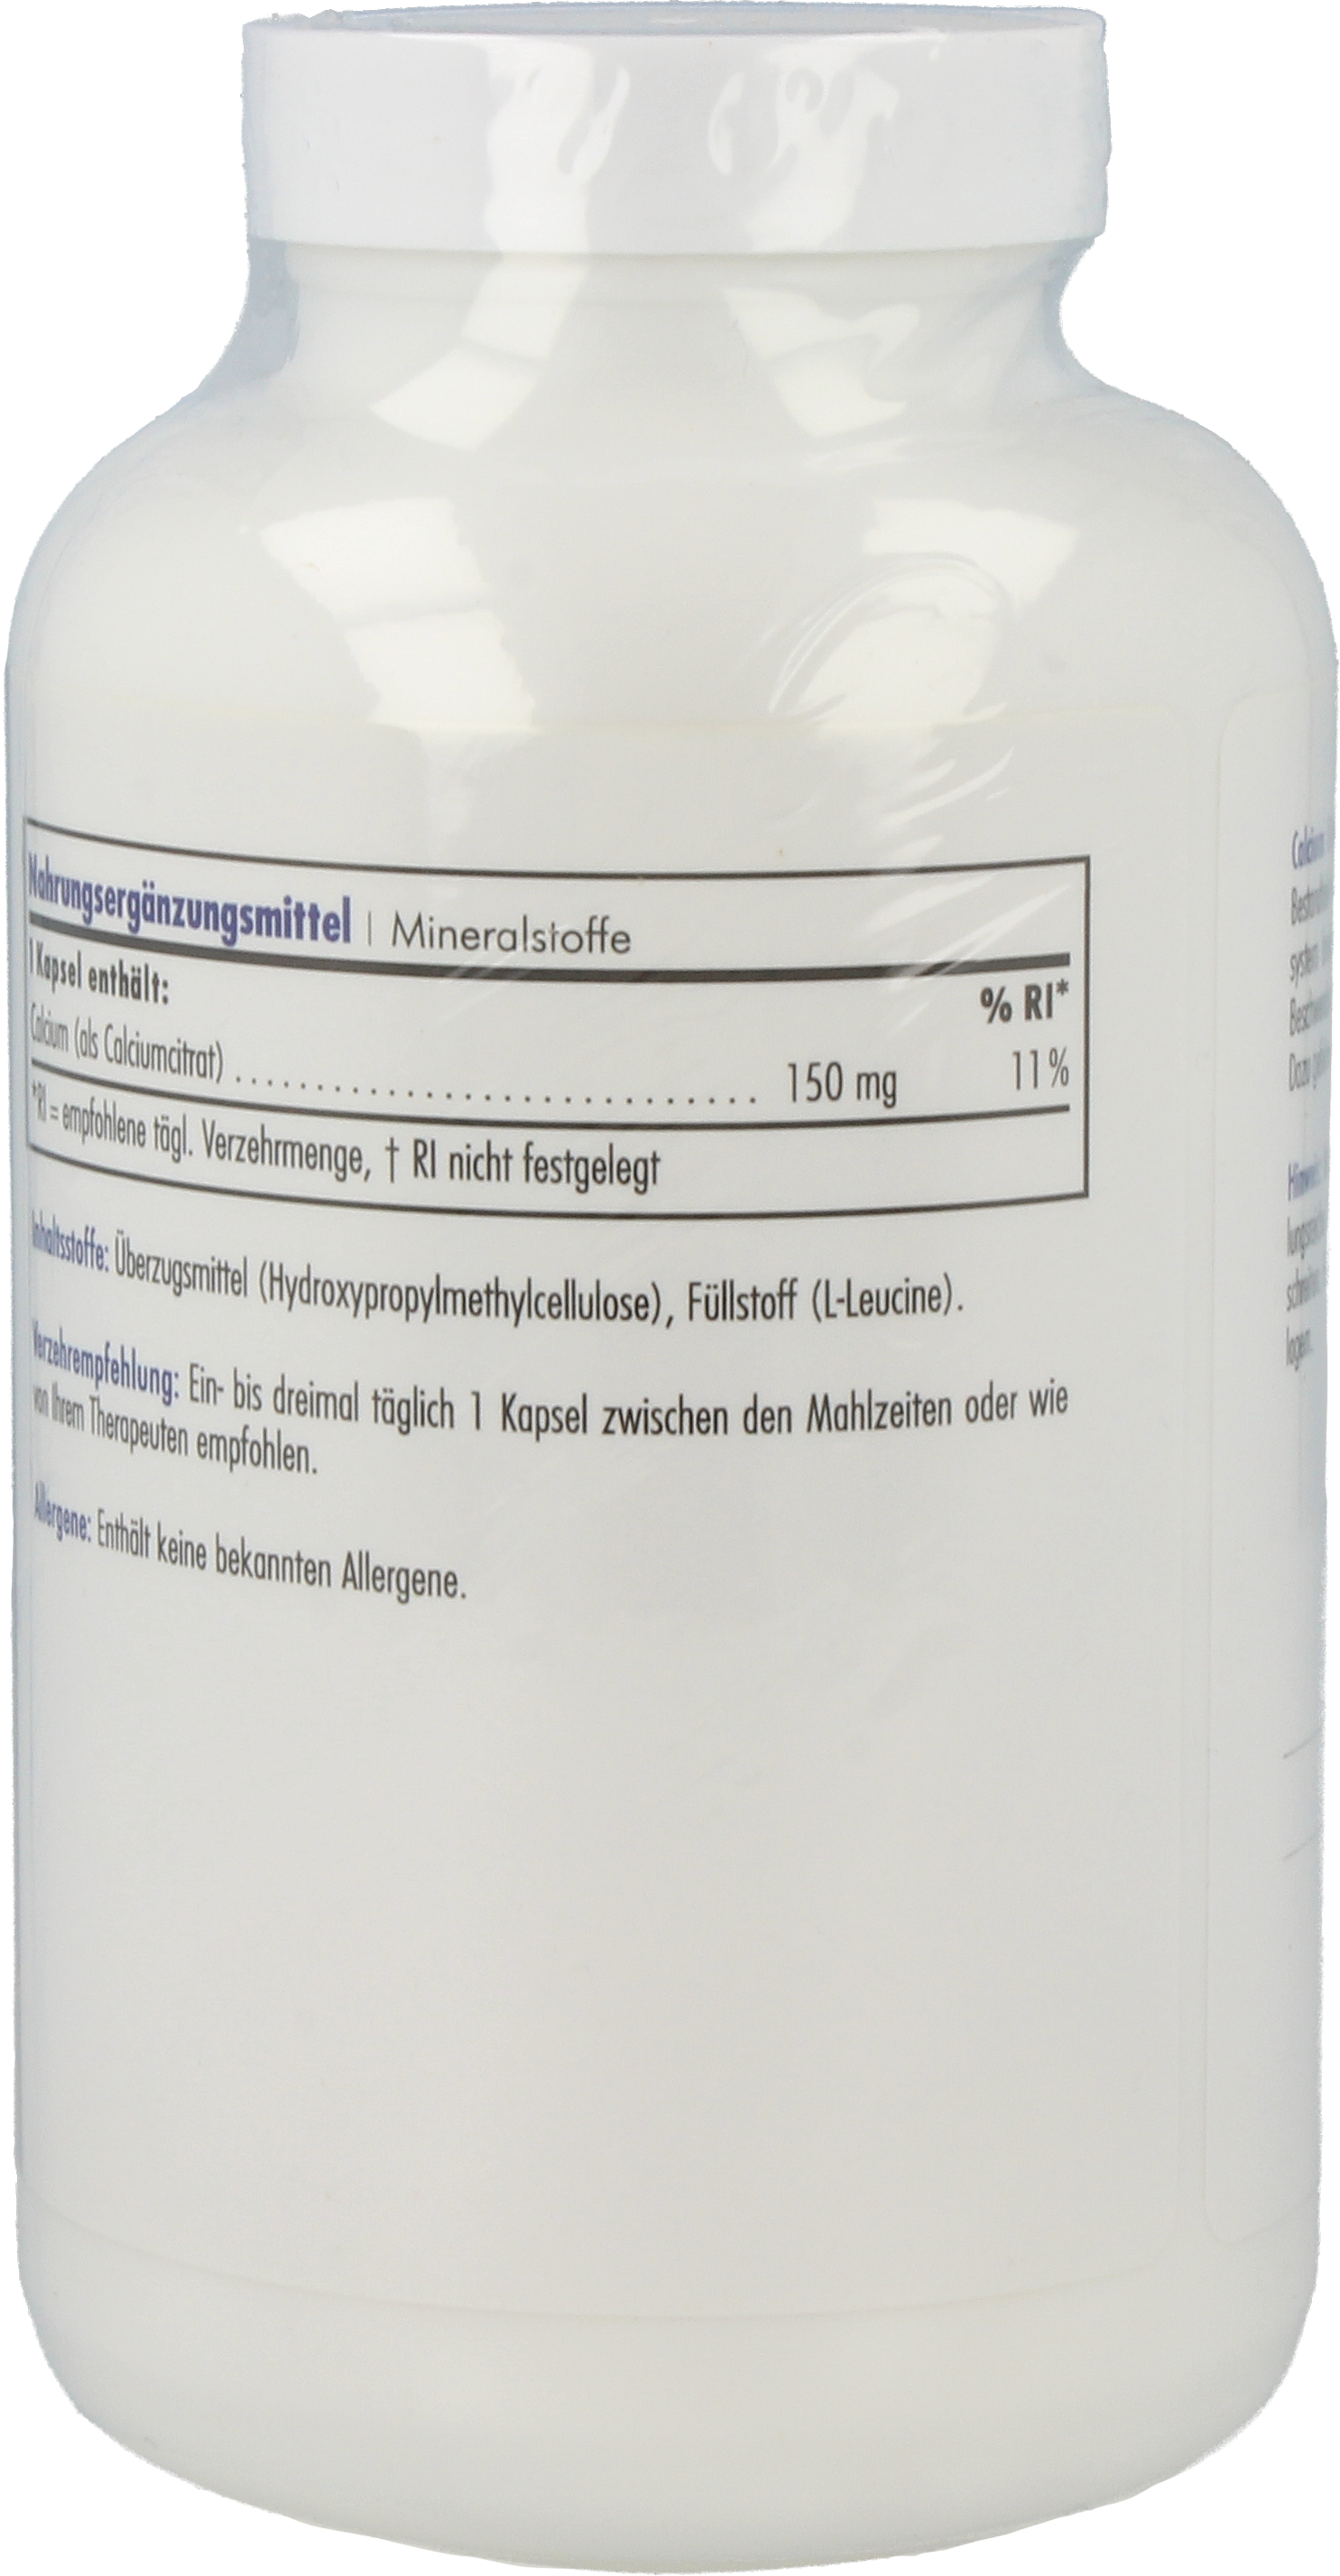 Nahrungsergänzungsmittel | Mineralstoffe
1 Kapsel enthält:
% RI*
Calcium (als Calciumcitrat) .............................. 150 mg 11%
*RI = empfohlene tägl. Verzehrmenge, † RI nicht festgelegt
Inhaltsstoffe: Überzugsmittel (Hydroxypropylmethylcellulose), Füllstoff (L-Leucine).
Verzehrempfehlung: Ein- bis dreimal täglich 1 Kapsel zwischen den Mahlzeiten oder wie
von Ihrem Therapeuten empfohlen.
Allergene: Enthält keine bekannten Allergene.
Calcium